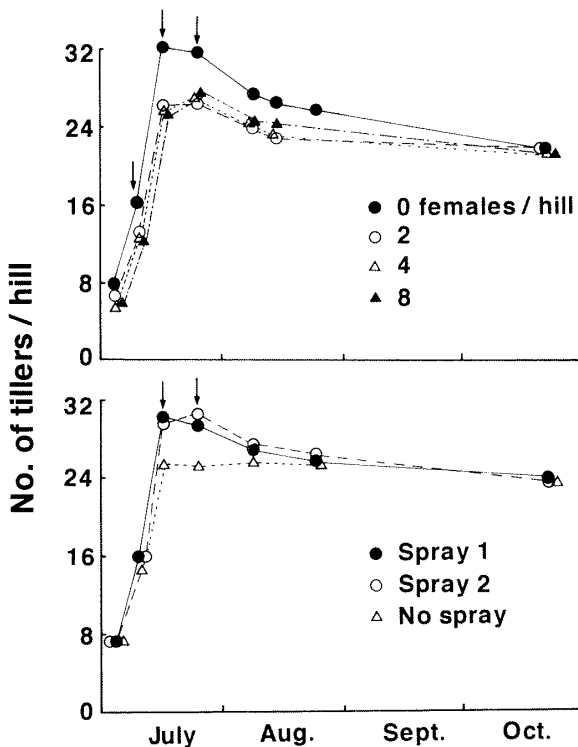 No. of tillers / hill
32
24
16
8
0
0 females / hill
2
4
8
32
24
16
8
0
Spray 1
Spray 2
No spray
July Aug. Sept. Oct.